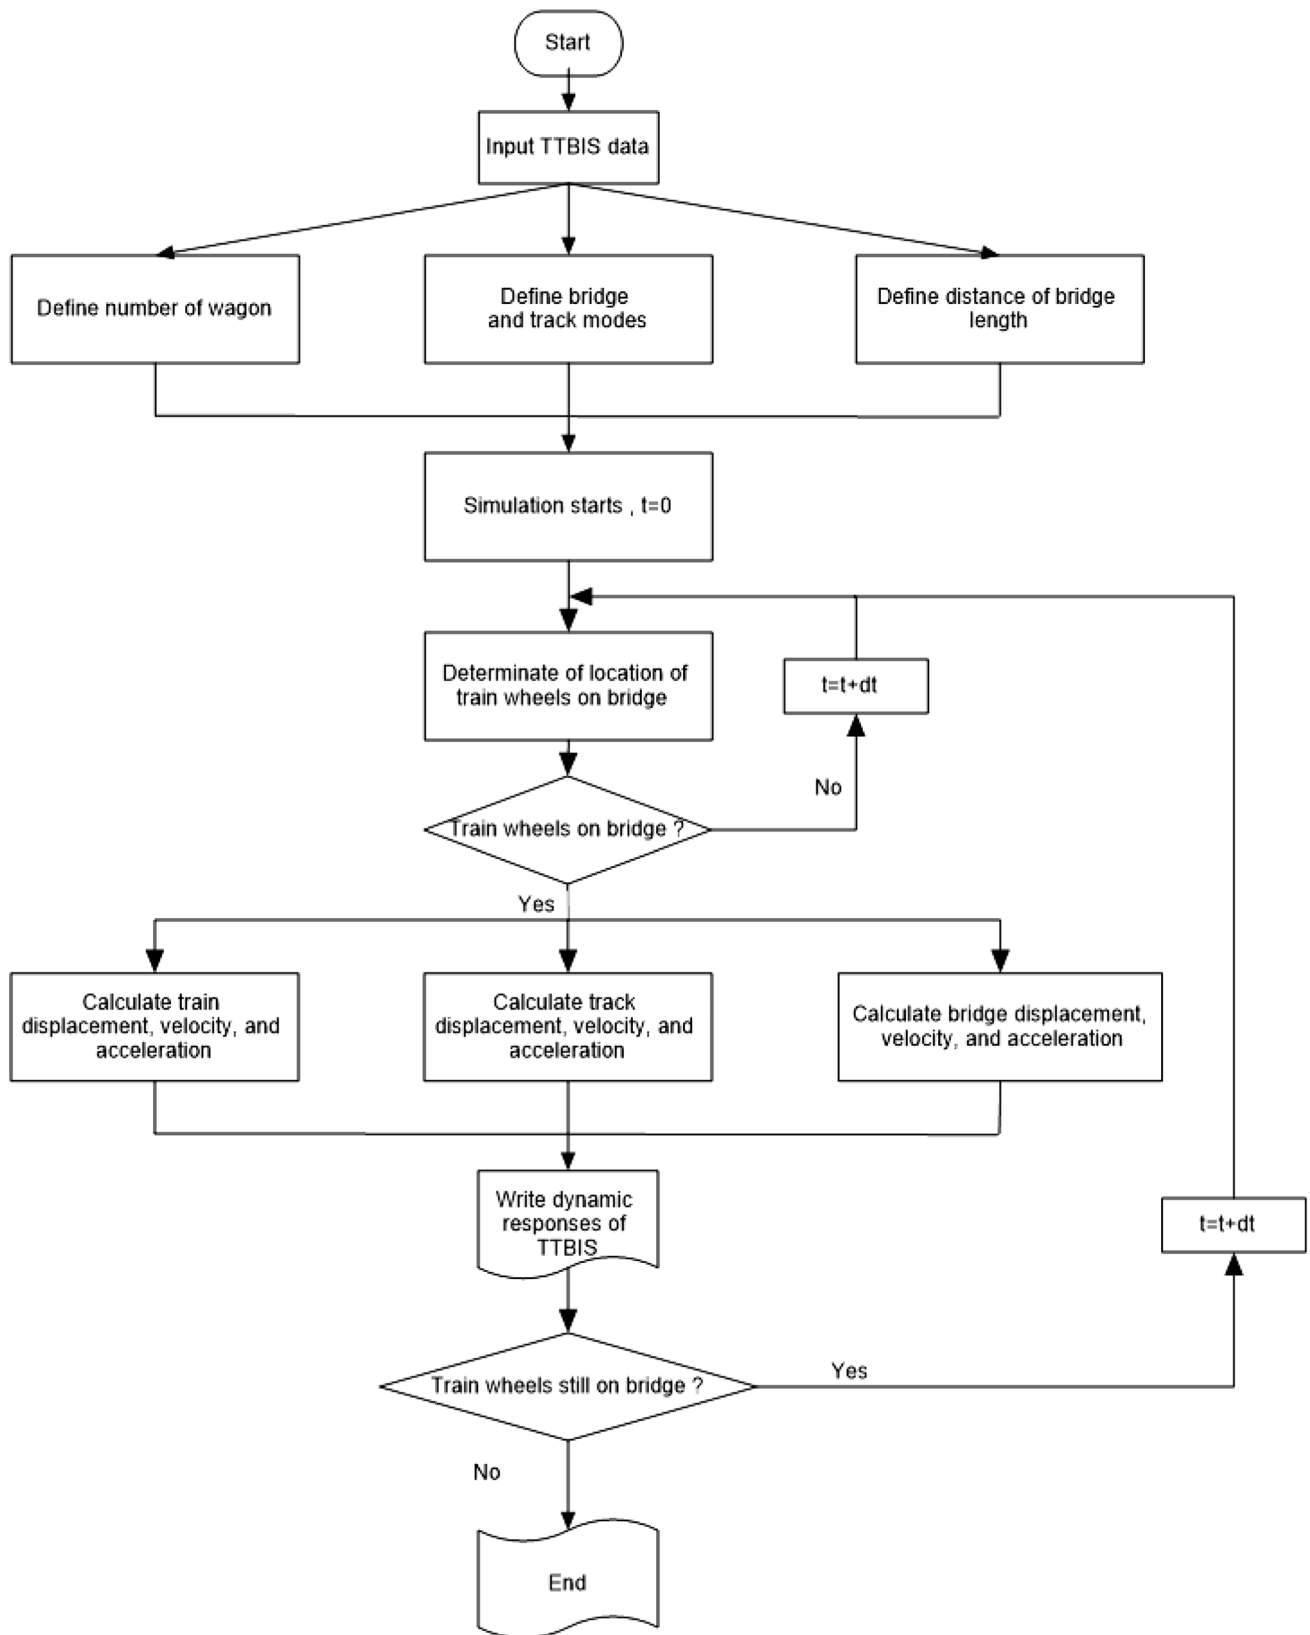 Start
Input TTBIS data
Define number of wagon
Define bridge
and track modes
Define distance of bridge
length
Simulation starts , t=0
Determinate of location of
train wheels on bridge
t=t+dt
No
Train wheels on bridge ?
Yes
Calculate train
displacement, velocity, and
acceleration
Calculate track
displacement, velocity, and
acceleration
Calculate bridge displacement,
velocity, and acceleration
Write dynamic
responses of
TTBIS
t=t+dt
Train wheels still on bridge ?
Yes
No
End